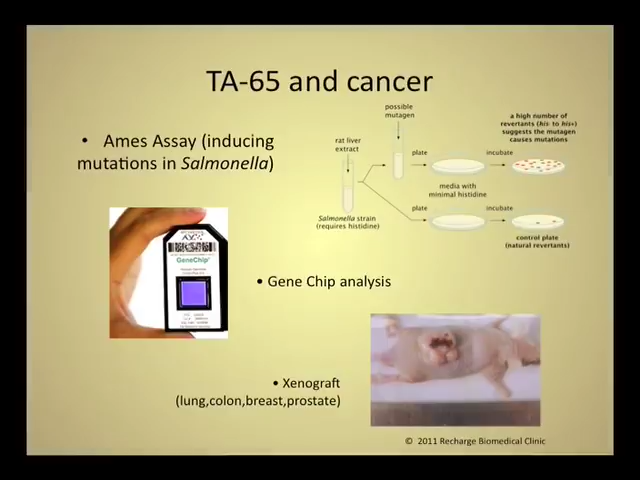 TA-65 and cancer
• Ames Assay (inducing
mutations in Salmonella)
possible
mutagen
rat liver
extract
plate
incubate
a high number of
revertants (his- to his+)
suggests the mutagen
causes mutations
media with
minimal histidine
Salmonella strain
(requires histidine)
plate
incubate
control plate
(natural revertants)
GeneChip
• Gene Chip analysis
• Xenograft
(lung,colon,breast,prostate)
© 2011 Recharge Biomedical Clinic